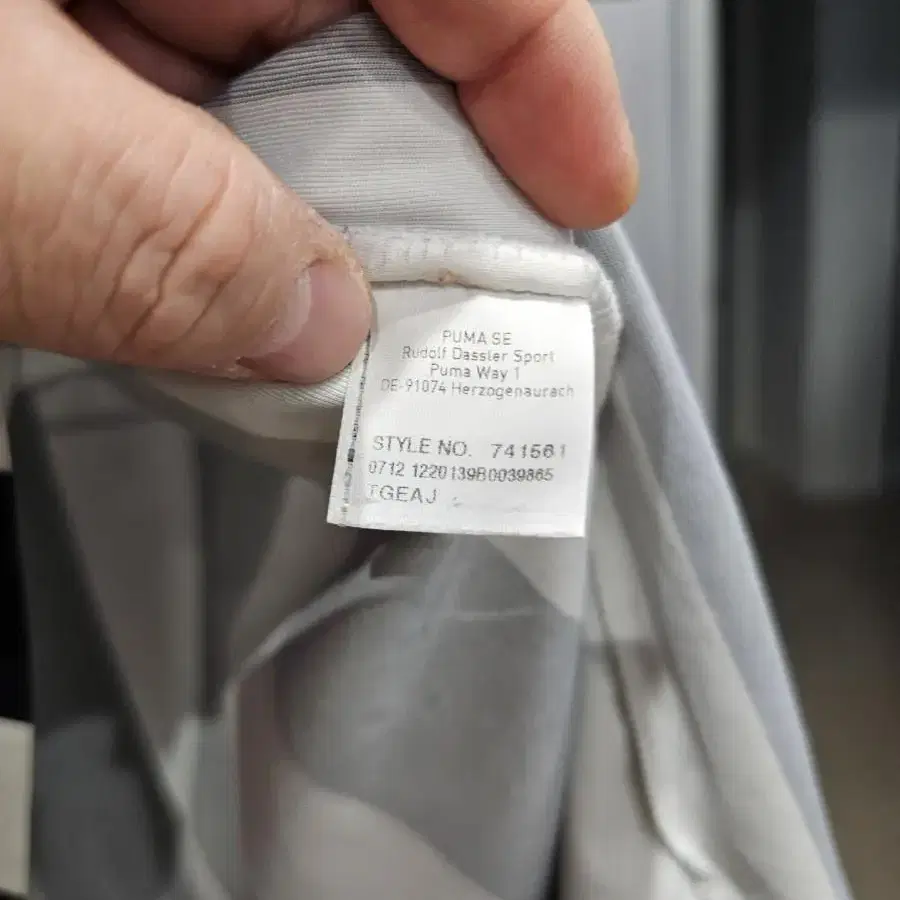 PUMA SE
Rudolf Dassler Sport
Puma Way 1
DE-91074 Herzogenaurach
STYLE NO. 741561
0712 1220139B0039865
TGEAJ